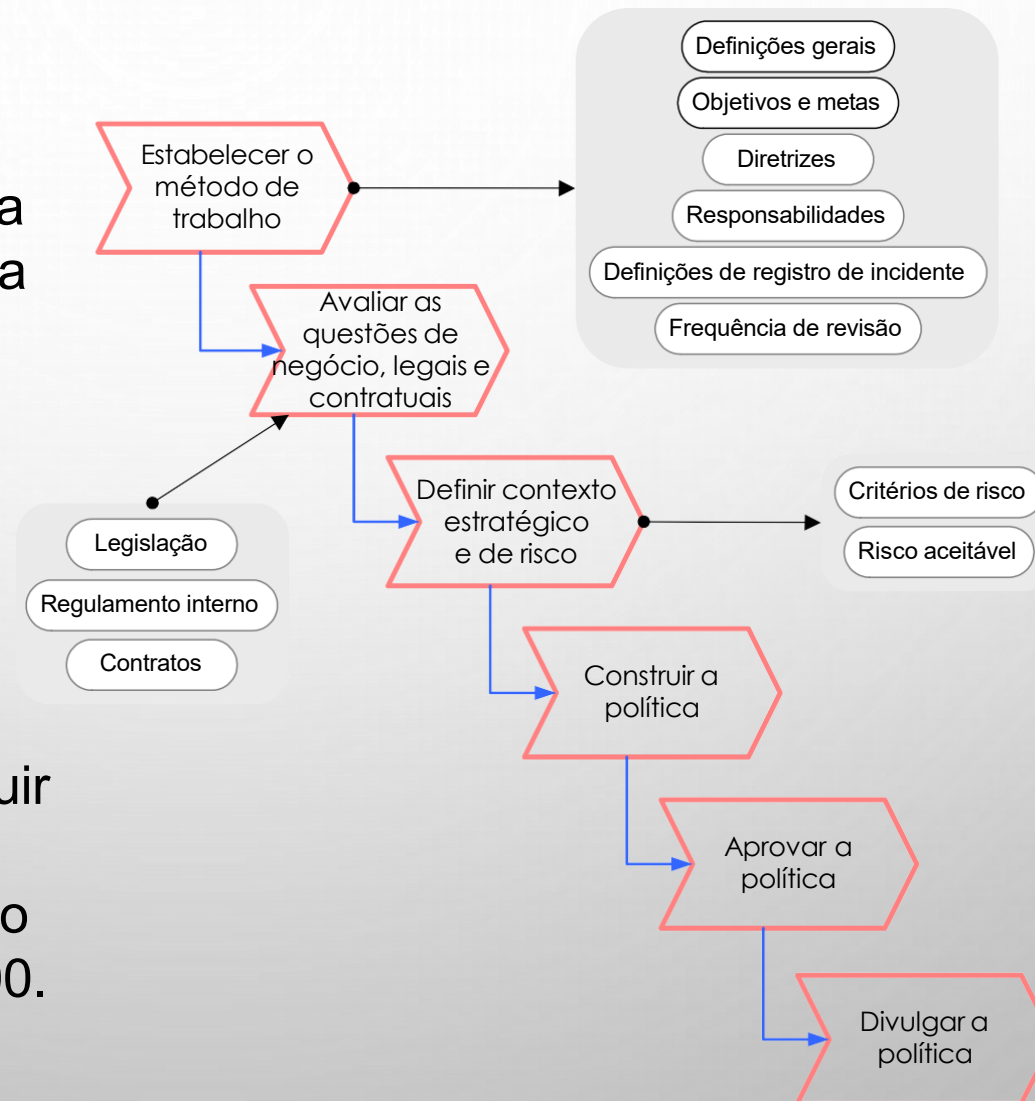 Definições gerais
Objetivos e metas
Diretrizes
Responsabilidades
Definições de registro de incidente
Frequência de revisão
Estabelecer o
método de
trabalho
a
a
Avaliar as
questões de
negócio, legais e
contratuais
Definir contexto
estratégico
e de risco
Critérios de risco
Risco aceitável
Legislação
Regulamento interno
Contratos
Construir a
política
uir
o
00.
Aprovar a
política
Divulgar a
política